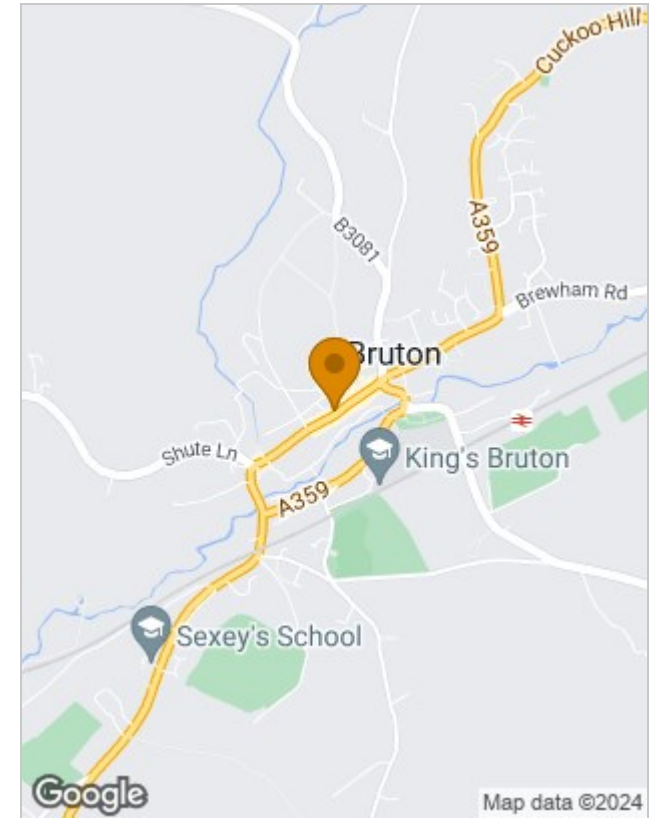 Cuckoo Hill
A359
B3081
Brewham Rd
Bruton
Shute Ln
King's Bruton
A359
Sexey's School
Google
Map data ©2024